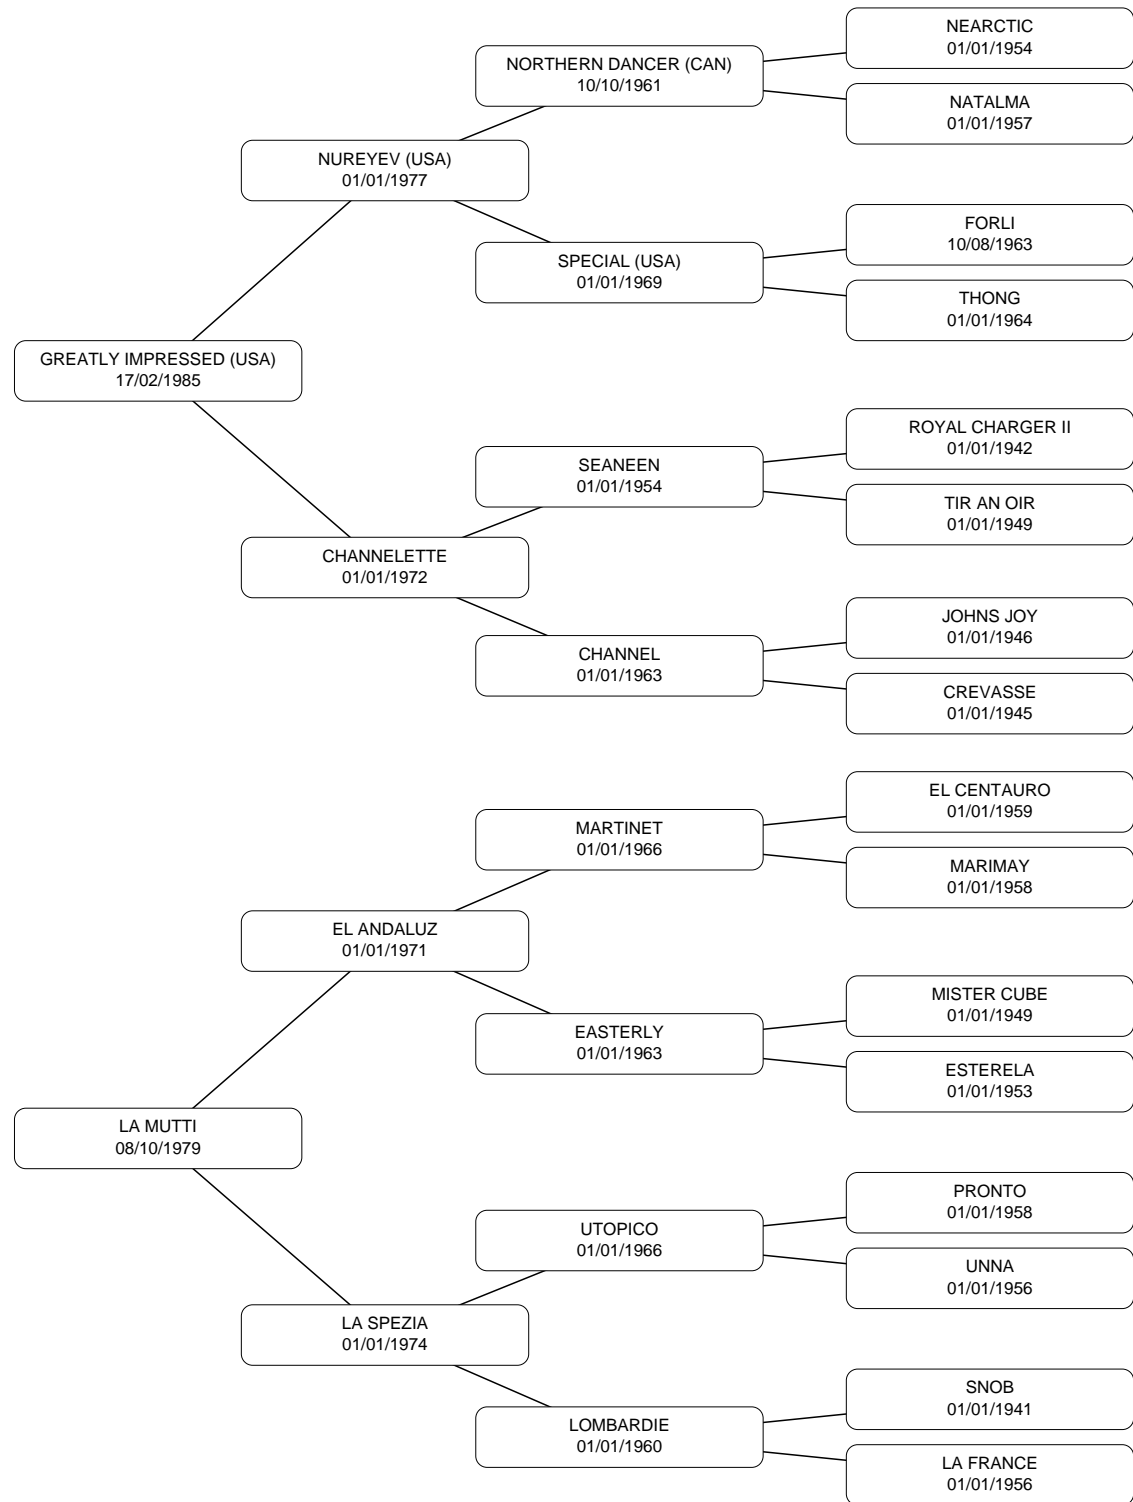 NEARCTIC
01/01/1954
NORTHERN DANCER (CAN)
10/10/1961
NATALMA
01/01/1957
NUREYEV (USA)
01/01/1977
FORLI
10/08/1963
SPECIAL (USA)
01/01/1969
THONG
01/01/1964
GREATLY IMPRESSED (USA)
17/02/1985
ROYAL CHARGER II
01/01/1942
SEANEEN
01/01/1954
TIR AN OIR
01/01/1949
CHANNELETTE
01/01/1972
JOHNS JOY
01/01/1946
CHANNEL
01/01/1963
CREVASSE
01/01/1945
EL CENTAURO
01/01/1959
MARTINET
01/01/1966
MARIMAY
01/01/1958
EL ANDALUZ
01/01/1971
MISTER CUBE
01/01/1949
EASTERLY
01/01/1963
ESTERELA
01/01/1953
LA MUTTI
08/10/1979
PRONTO
01/01/1958
UTOPICO
01/01/1966
UNNA
01/01/1956
LA SPEZIA
01/01/1974
SNOB
01/01/1941
LOMBARDIE
01/01/1960
LA FRANCE
01/01/1956